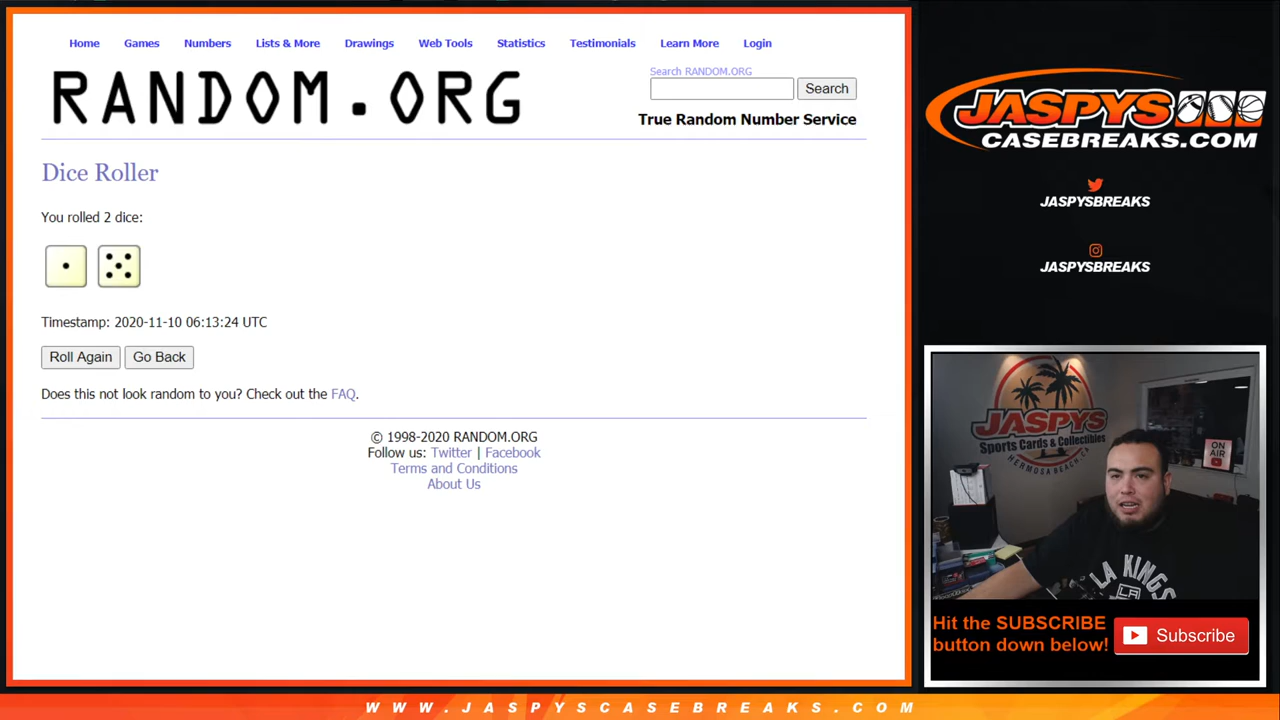 Home Games Numbers Lists & More Drawings Web Tools Statistics Testimonials Learn More Login
RANDOM.ORG
Search RANDOM.ORG
Search
True Random Number Service
Dice Roller
You rolled 2 dice:
Timestamp: 2020-11-10 06:13:24 UTC
Roll Again Go Back
Does this not look random to you? Check out the FAQ.
© 1998-2020 RANDOM.ORG
Follow us: Twitter | Facebook
Terms and Conditions
About Us
JASPYS
CASEBREAKS.COM
JASPYSBREAKS
JASPYSBREAKS
JASPYS
Sports Cards & Collectibles
HERMOSA BEACH, CA
ON
AIR
LA KINGS
LA
Hit the SUBSCRIBE
button down below!
Subscribe
WWW.JASPYSCASEBREAKS.COM